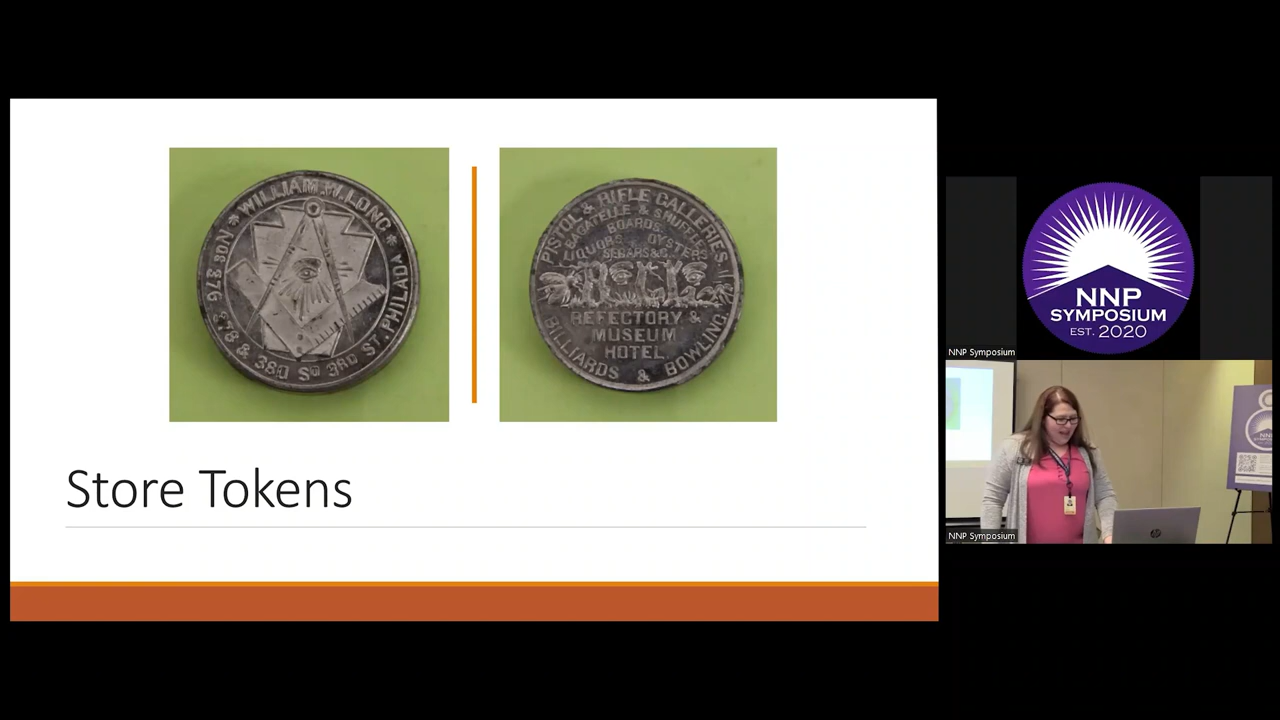 * WILLIAM.W.LONG *
NOS 376 378 & 380 SO 3RD ST. PHILADA
PISTOL & RIFLE GALLERIES.
BAGATELLE & SHUFFLE
BOARDS.
LIQUORS OYSTERS
SEGARS&C.
REFECTORY &
MUSEUM
HOTEL
BILLIARDS & BOWLING.
Store Tokens
NNP
SYMPOSIUM
EST. 2020
NNP Symposium
NNP Symposium
hp